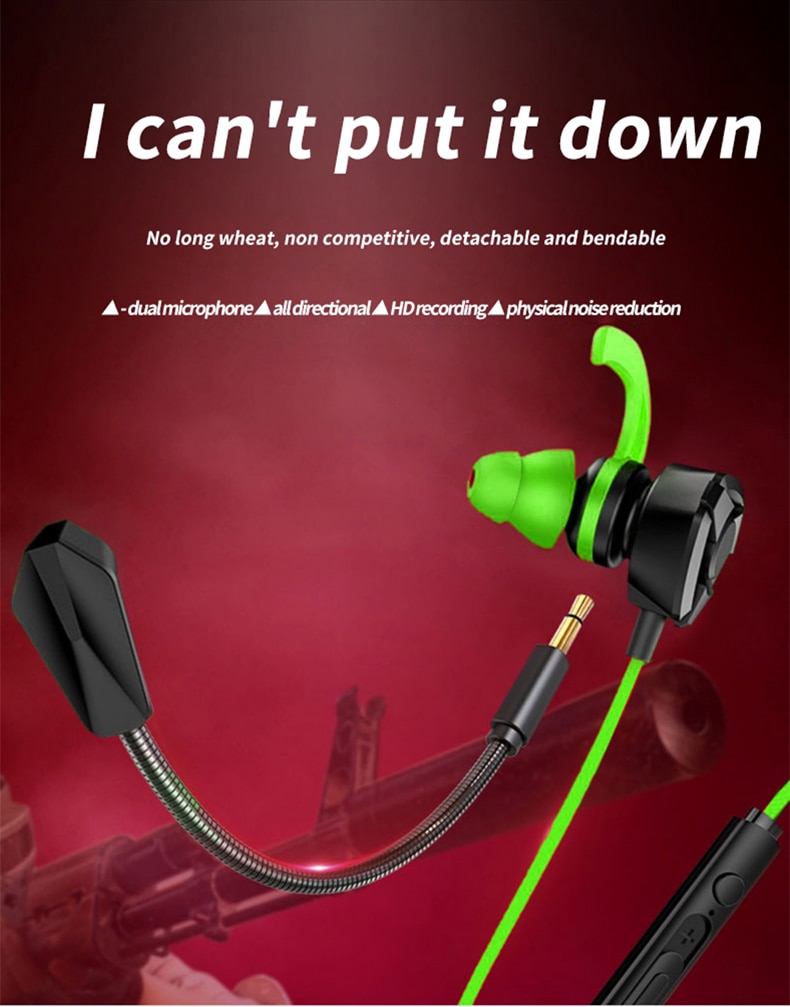 I can't put it down
No long wheat, non competitive, detachable and bendable
▲-dual microphone▲all directional▲HD recording▲physical noise reduction